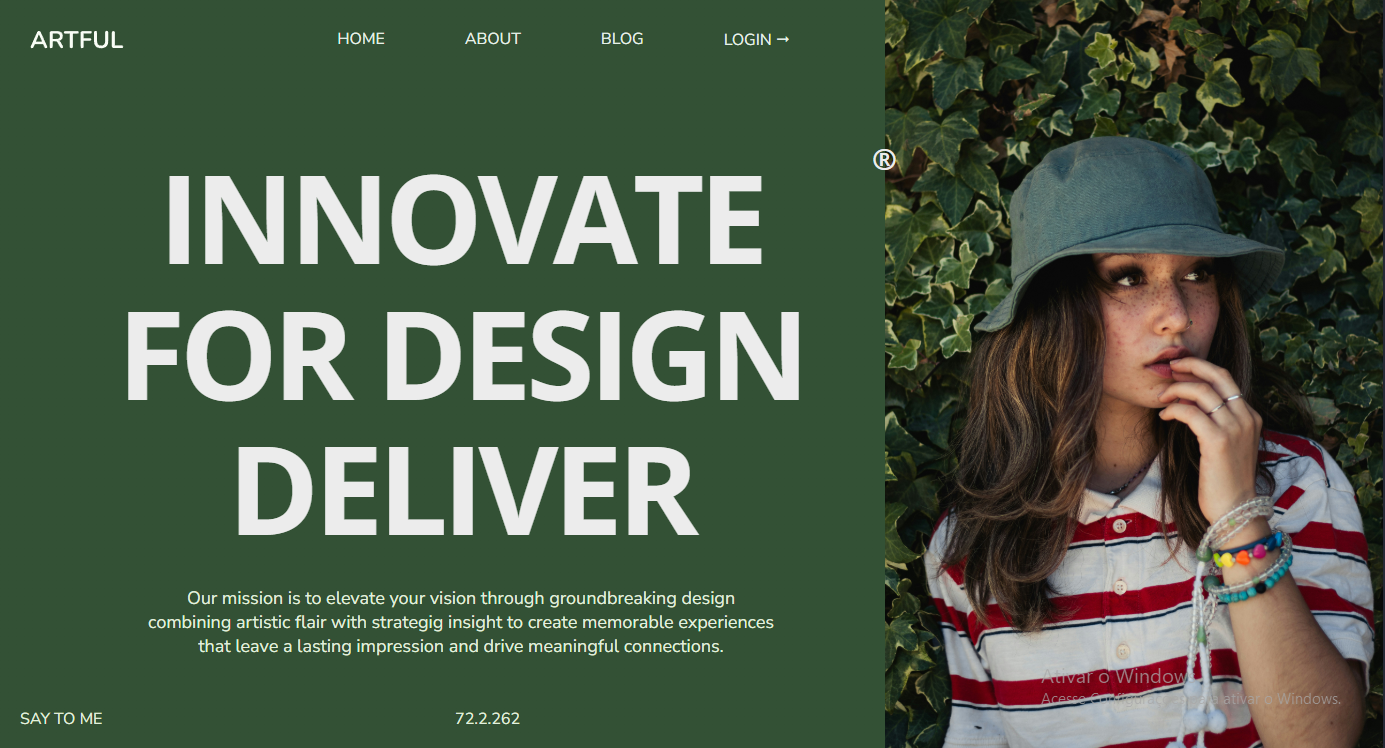 ARTFUL
HOME
ABOUT
BLOG
LOGIN →
®
INNOVATE
FOR DESIGN
DELIVER
Our mission is to elevate your vision through groundbreaking design
combining artistic flair with strategig insight to create memorable experiences
that leave a lasting impression and drive meaningful connections.
Ativar o Windows
Acesse Configurações para ativar o Windows.
SAY TO ME
72.2.262